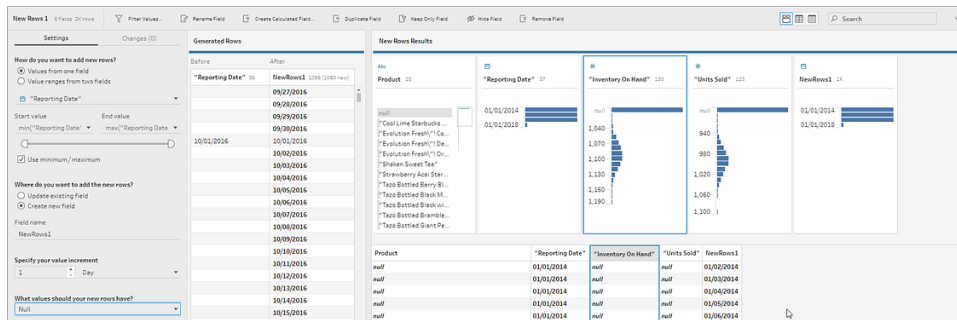 New Rows 1 5 Fields 2K rows Filter Values... Rename Field Create Calculated Field... Duplicate Field Keep Only Field Hide Field Remove Field Search
Settings Changes (0)
How do you want to add new rows?
Values from one field
Value ranges from two fields
"Reporting Date"
Start value End value
min("Reporting Date' max("Reporting Date
Use minimum / maximum
Where do you want to add the new rows?
Update existing field
Create new field
Field name
NewRows1
Specify your value increment
1 Day
What values should your new rows have?
Null
Generated Rows
Before After
"Reporting Date" 36 NewRows1 1096 (1060 new)
09/27/2016
09/28/2016
09/29/2016
09/30/2016
10/01/2016 10/01/2016
10/02/2016
10/03/2016
10/04/2016
10/05/2016
10/06/2016
10/07/2016
10/08/2016
10/09/2016
10/10/2016
10/11/2016
10/12/2016
10/13/2016
10/14/2016
10/15/2016
New Rows Results
Abc
Product 28
null
"Cool Lime Starbucks ...
"Evolution Fresh\"! Co...
"Evolution Fresh\"! De...
"Evolution Fresh\"! Or...
"Shaken Sweet Tea"
"Strawberry Acai Star...
"Tazo Bottled Berry Bl...
"Tazo Bottled Black M...
"Tazo Bottled Black wi...
"Tazo Bottled Bramble...
"Tazo Bottled Giant Pe...
"Reporting Date" 37
01/01/2014
01/01/2018
"Inventory On Hand" 130
null
1,040
1,070
1,100
1,130
1,160
1,190
"Units Sold" 123
null
940
980
1,020
1,060
1,100
NewRows1 1K
01/01/2014
01/01/2018
Product "Reporting Date" "Inventory On Hand" "Units Sold" NewRows1
null 01/01/2014 null null 01/02/2014
null 01/01/2014 null null 01/03/2014
null 01/01/2014 null null 01/04/2014
null 01/01/2014 null null 01/05/2014
null 01/01/2014 null null 01/06/2014